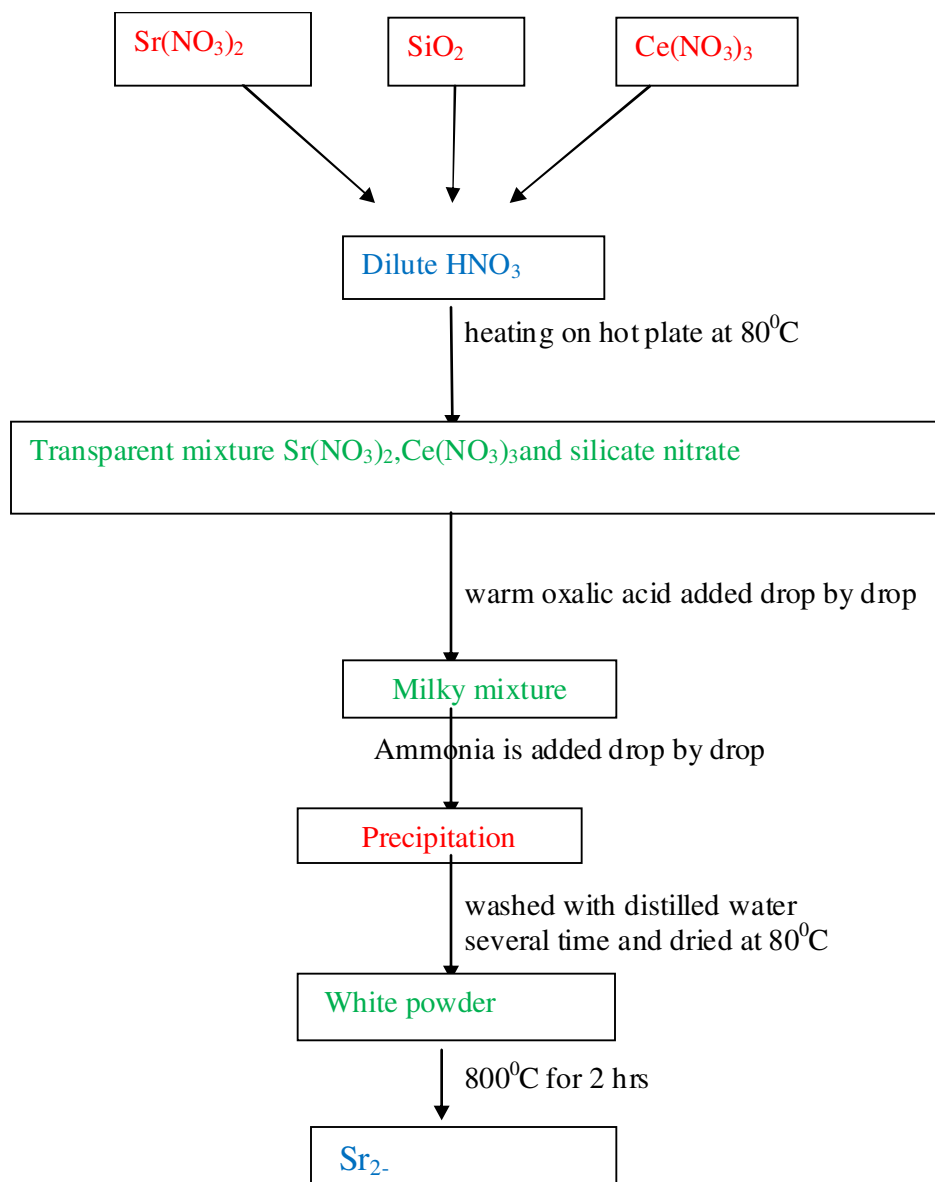 Sr(NO₃)₂
SiO₂
Ce(NO₃)₃
Dilute HNO₃
heating on hot plate at 80⁰C
Transparent mixture Sr(NO₃)₂,Ce(NO₃)₃and silicate nitrate
warm oxalic acid added drop by drop
Milky mixture
Ammonia is added drop by drop
Precipitation
washed with distilled water
several time and dried at 80⁰C
White powder
800⁰C for 2 hrs
Sr₂₋